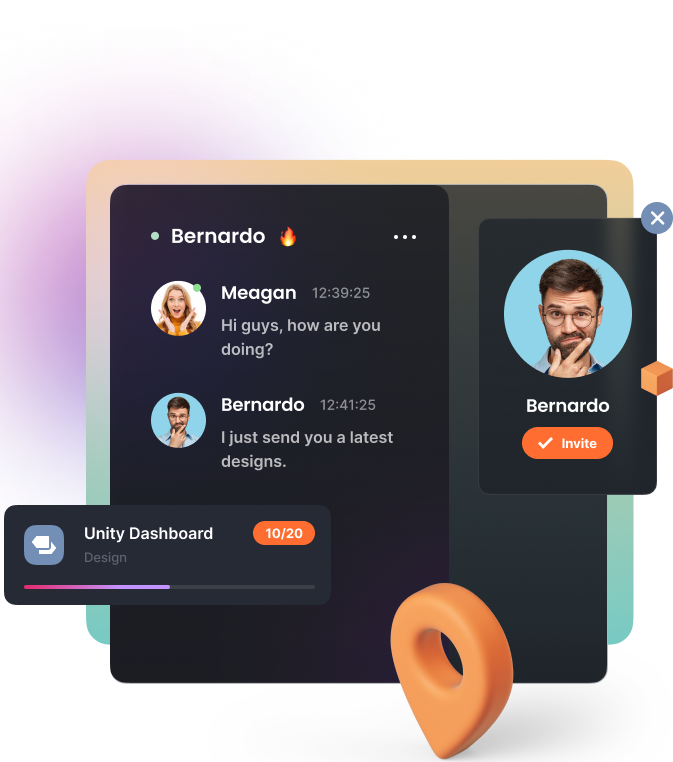 Bernardo 🔥
Meagan 12:39:25
Hi guys, how are you
doing?
Bernardo 12:41:25
I just send you a latest
designs.
Bernardo
Invite
Unity Dashboard 10/20
Design